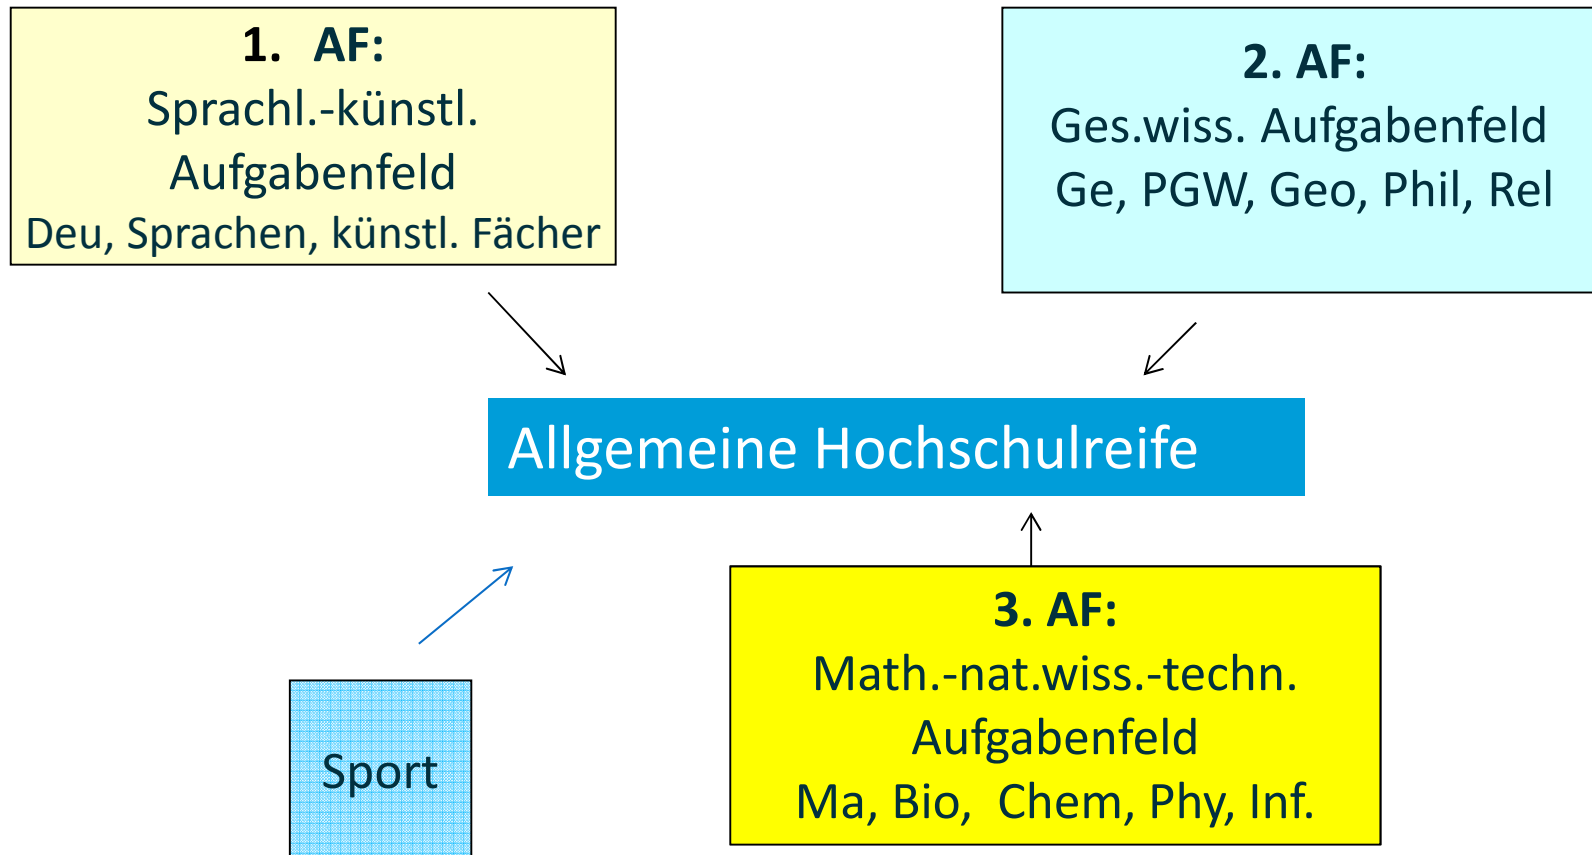 1. AF:
Sprachl.-künstl.
Aufgabenfeld
Deu, Sprachen, künstl. Fächer
2. AF:
Ges.wiss. Aufgabenfeld
Ge, PGW, Geo, Phil, Rel
Allgemeine Hochschulreife
3. AF:
Math.-nat.wiss.-techn.
Aufgabenfeld
Ma, Bio, Chem, Phy, Inf.
Sport